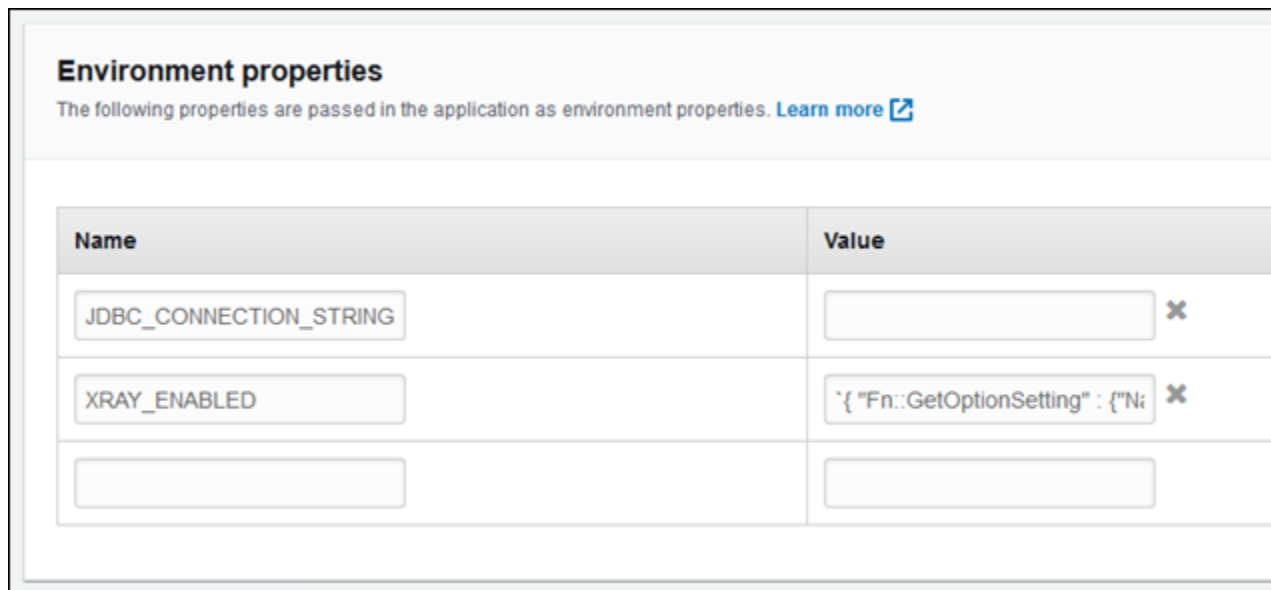 Environment properties
The following properties are passed in the application as environment properties. Learn more
Name Value
JDBC_CONNECTION_STRING
XRAY_ENABLED `{ "Fn::GetOptionSetting" : {"Na